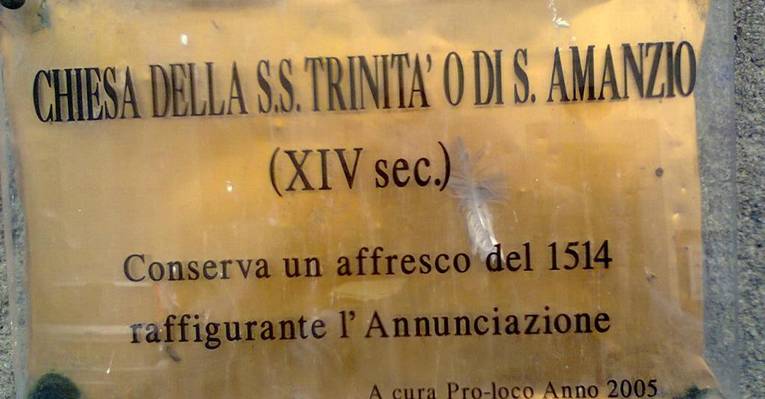 CHIESA DELLA S.S. TRINITA' O DI S. AMANZIO
(XIV sec.)
Conserva un affresco del 1514
raffigurante l'Annunciazione
A cura Pro-loco Anno 2005